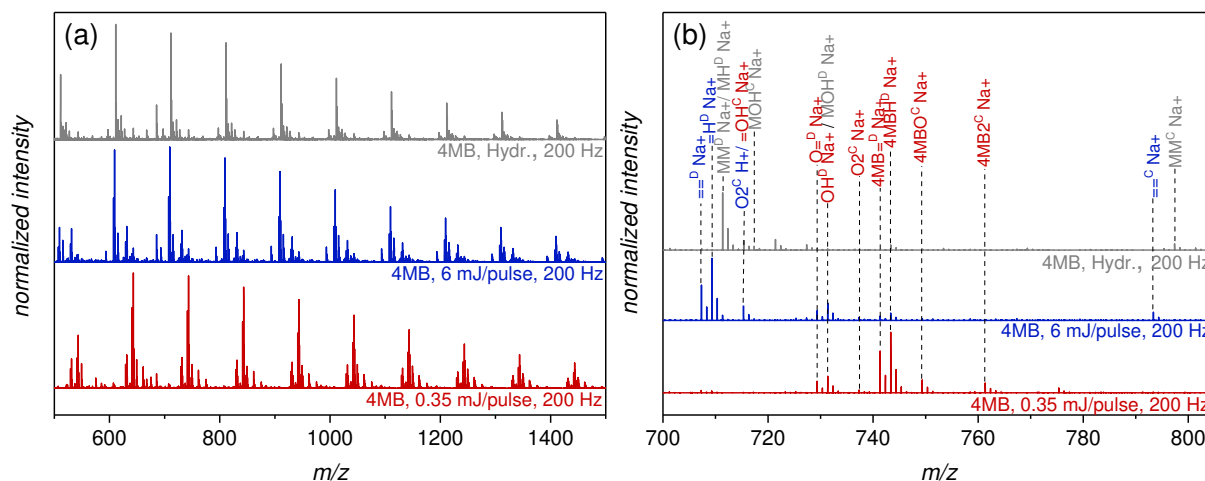 (a)
normalized intensity
4MB, Hydr., 200 Hz
4MB, 6 mJ/pulse, 200 Hz
4MB, 0.35 mJ/pulse, 200 Hz
600 800 1000 1200 1400
m/z
(b)
normalized intensity
==ᴰ Na+
=Hᴰ Na+
MMᴰ Na+/ MHᴰ Na+
O2ᶜ H+/ =OHᶜ Na+
MOHᶜ Na+
O=ᴰ Na+
OHᴰ Na+ / MOHᴰ Na+
O2ᶜ Na+
4MB=ᴰ Na+
4MBHᴰ Na+
4MBOᶜ Na+
4MB2ᶜ Na+
==ᶜ Na+
MMᶜ Na+
4MB, Hydr., 200 Hz
4MB, 6 mJ/pulse, 200 Hz
4MB, 0.35 mJ/pulse, 200 Hz
700 720 740 760 780 800
m/z